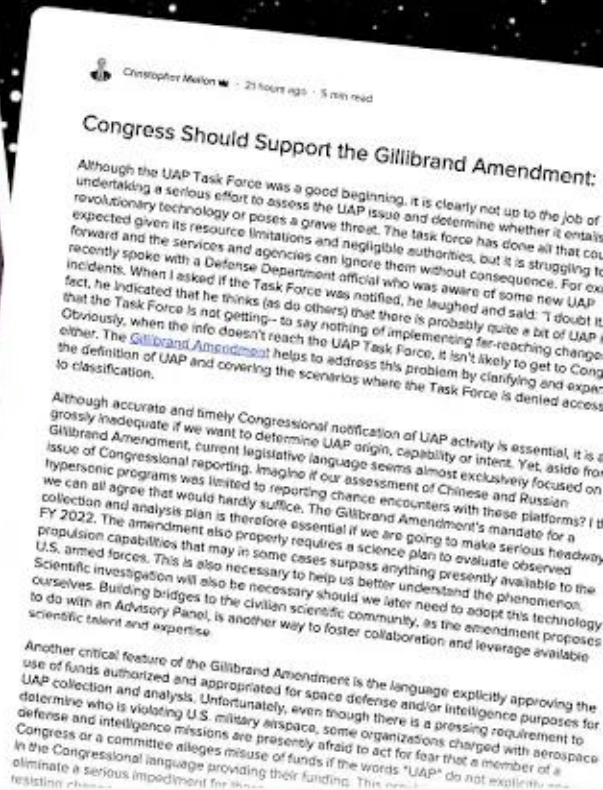 Christopher Mellon · 21 hours ago · 5 min read
Congress Should Support the Gillibrand Amendment:
Although the UAP Task Force was a good beginning, it is clearly not up to the job of
undertaking a serious effort to assess the UAP issue and determine whether it entails
revolutionary technology or poses a grave threat. The task force has done all that
expected given its resource limitations and negligible authorities, but it is struggling to
forward and the services and agencies can ignore them without consequence. For
recently spoke with a Defense Department official who was aware of some new UAP
incidents. When I asked if the Task Force was notified, he laughed and said: "I doubt it
fact, he indicated that he thinks (as do others) that there is probably quite a bit of UAP
that the Task Force is not getting-- to say nothing of implementing far-reaching changes
Obviously, when the info doesn't reach the UAP Task Force, it isn't likely to get to
either. The Gillibrand Amendment helps to address this problem by clarifying and
the definition of UAP and covering the scenarios where the Task Force is denied access
to classification.
Although accurate and timely Congressional notification of UAP activity is essential, it is a
grossly inadequate if we want to determine UAP origin, capability or intent. Yet, aside from
Gillibrand Amendment, current legislative language seems almost exclusively focused on
issue of Congressional reporting. Imagine if our assessment of Chinese and Russian
hypersonic programs was limited to reporting chance encounters with these platforms? I
we can all agree that would hardly suffice. The Gillibrand Amendment's mandate for a
collection and analysis plan is therefore essential if we are going to make serious headway
FY 2022. The amendment also properly requires a science plan to evaluate observed
propulsion capabilities that may in some cases surpass anything presently available to the
U.S. armed forces. This is also necessary to help us better understand the phenomenon.
Scientific investigation will also be necessary should we later need to adopt this technology
ourselves. Building bridges to the civilian scientific community, as the amendment proposes
to do with an Advisory Panel, is another way to foster collaboration and leverage available
scientific talent and expertise.
Another critical feature of the Gillibrand Amendment is the language explicitly approving the
use of funds authorized and appropriated for space defense and/or intelligence purposes for
UAP collection and analysis. Unfortunately, even though there is a pressing requirement to
determine who is violating U.S. military airspace, some organizations charged with aerospace
defense and intelligence missions are presently afraid to act for fear that a member of a
Congress or a committee alleges misuse of funds if the words "UAP" do not explicitly
in the Congressional language providing their funding. This
eliminate a serious impediment for
resisting